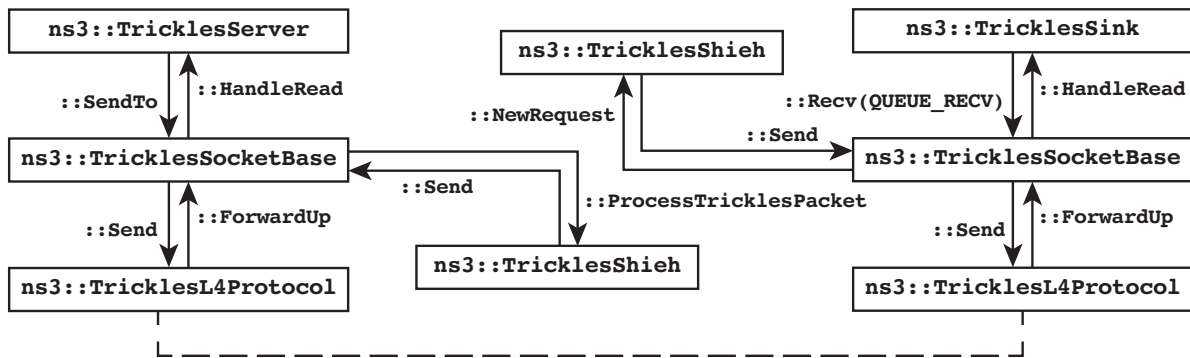 ns3::TricklesServer
ns3::TricklesShieh
ns3::TricklesSink
::SendTo
::HandleRead
::NewRequest
::Recv(QUEUE_RECV)
::HandleRead
::Send
ns3::TricklesSocketBase
ns3::TricklesSocketBase
::Send
::ProcessTricklesPacket
::Send
::ForwardUp
::Send
::ForwardUp
ns3::TricklesL4Protocol
ns3::TricklesShieh
ns3::TricklesL4Protocol